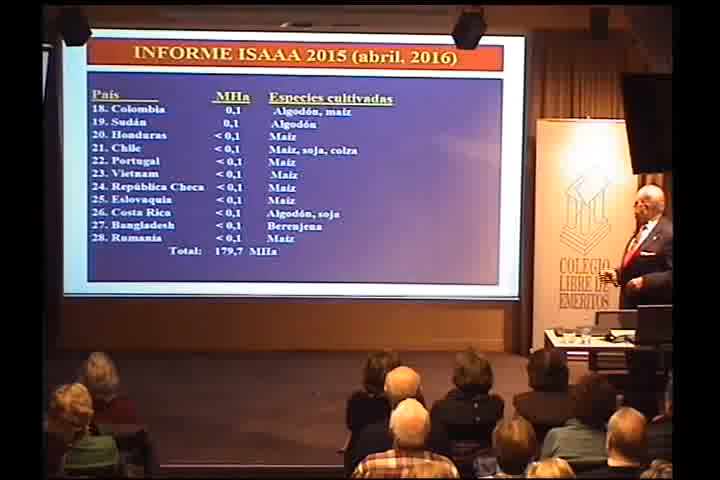 INFORME ISAAA 2015 (abril, 2016)
País MHa Especies cultivadas
18. Colombia 0,1 Algodón, maíz
19. Sudán 0,1 Algodón
20. Honduras < 0,1 Maíz
21. Chile < 0,1 Maíz, soja, colza
22. Portugal < 0,1 Maíz
23. Vietnam < 0,1 Maíz
24. República Checa < 0,1 Maíz
25. Eslovaquia < 0,1 Maíz
26. Costa Rica < 0,1 Algodón, soja
27. Bangladesh < 0,1 Berenjena
28. Rumanía < 0,1 Maíz
Total: 179,7 MHa
COLEGIO
LIBRE DE
EMÉRITOS